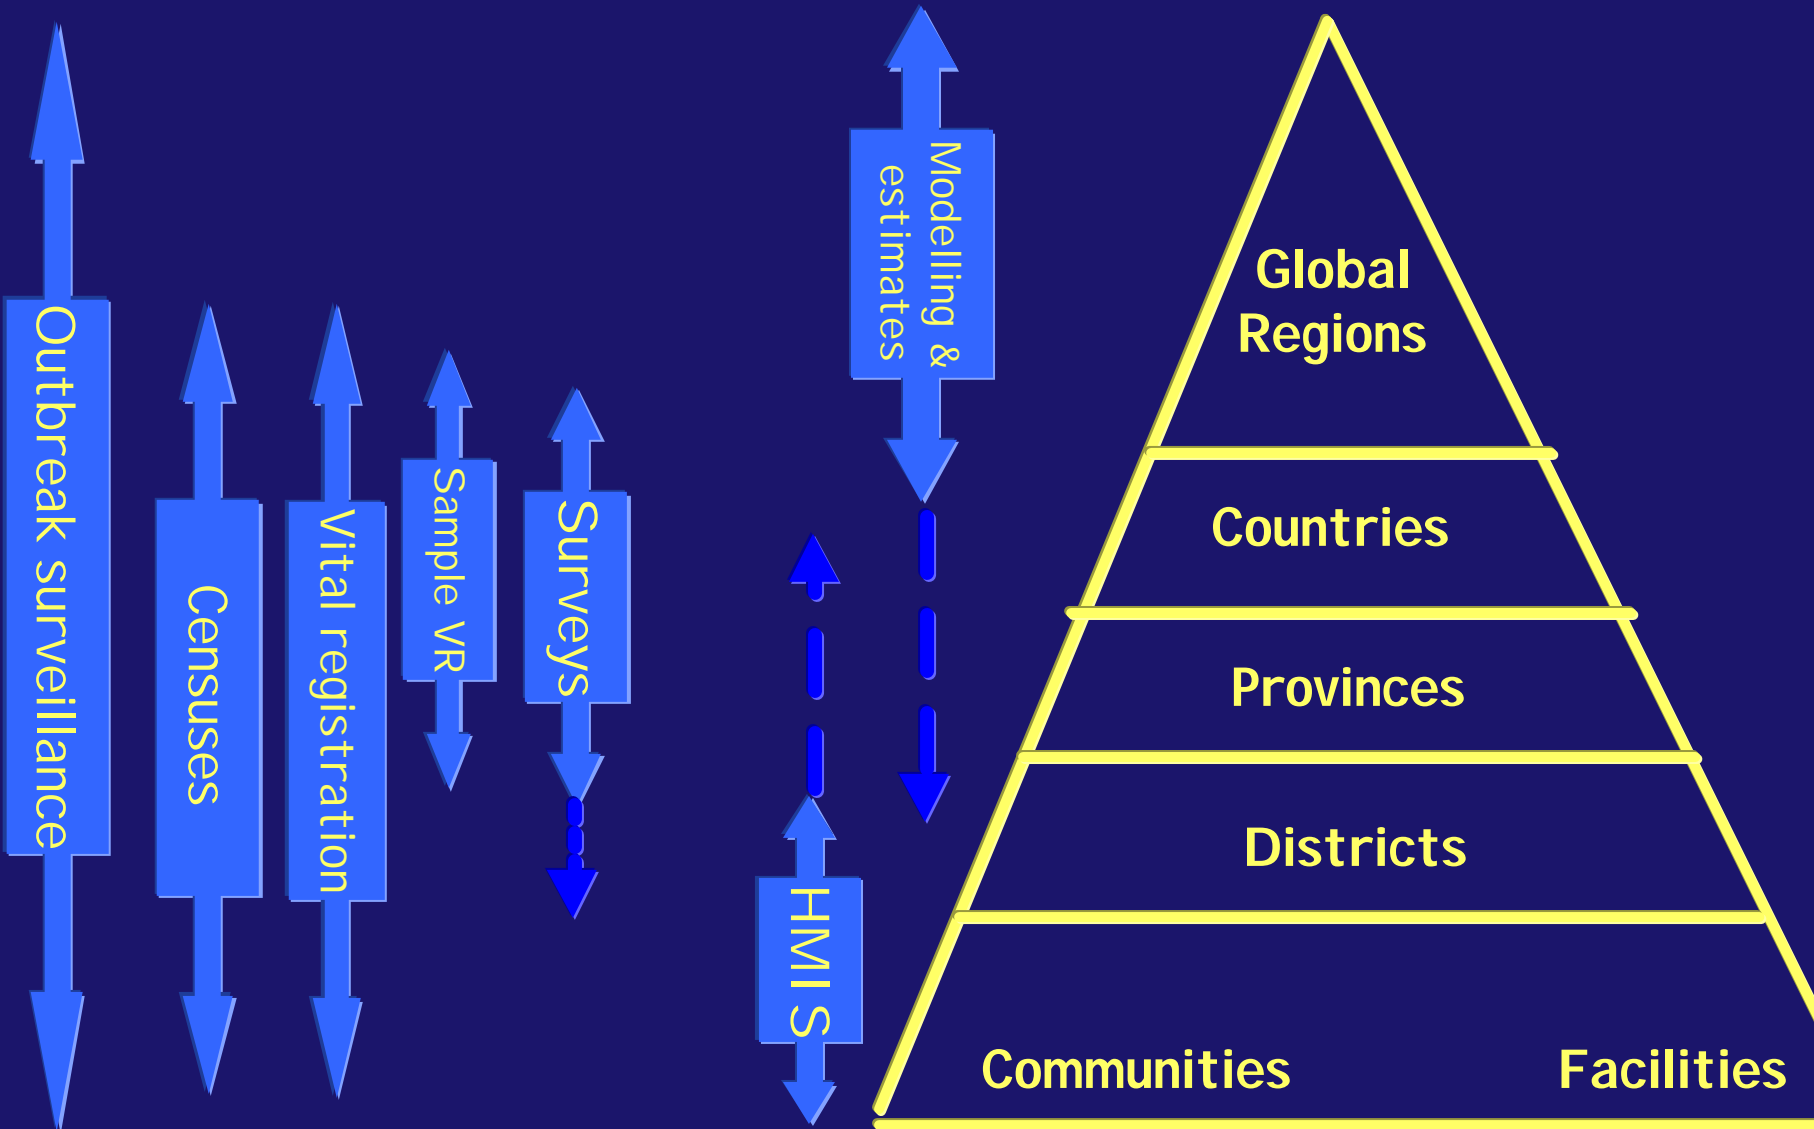 Outbreak surveillance
Censuses
Vital registration
Sample VR
Surveys
HMIS
Modelling &
estimates
Global
Regions
Countries
Provinces
Districts
Communities
Facilities